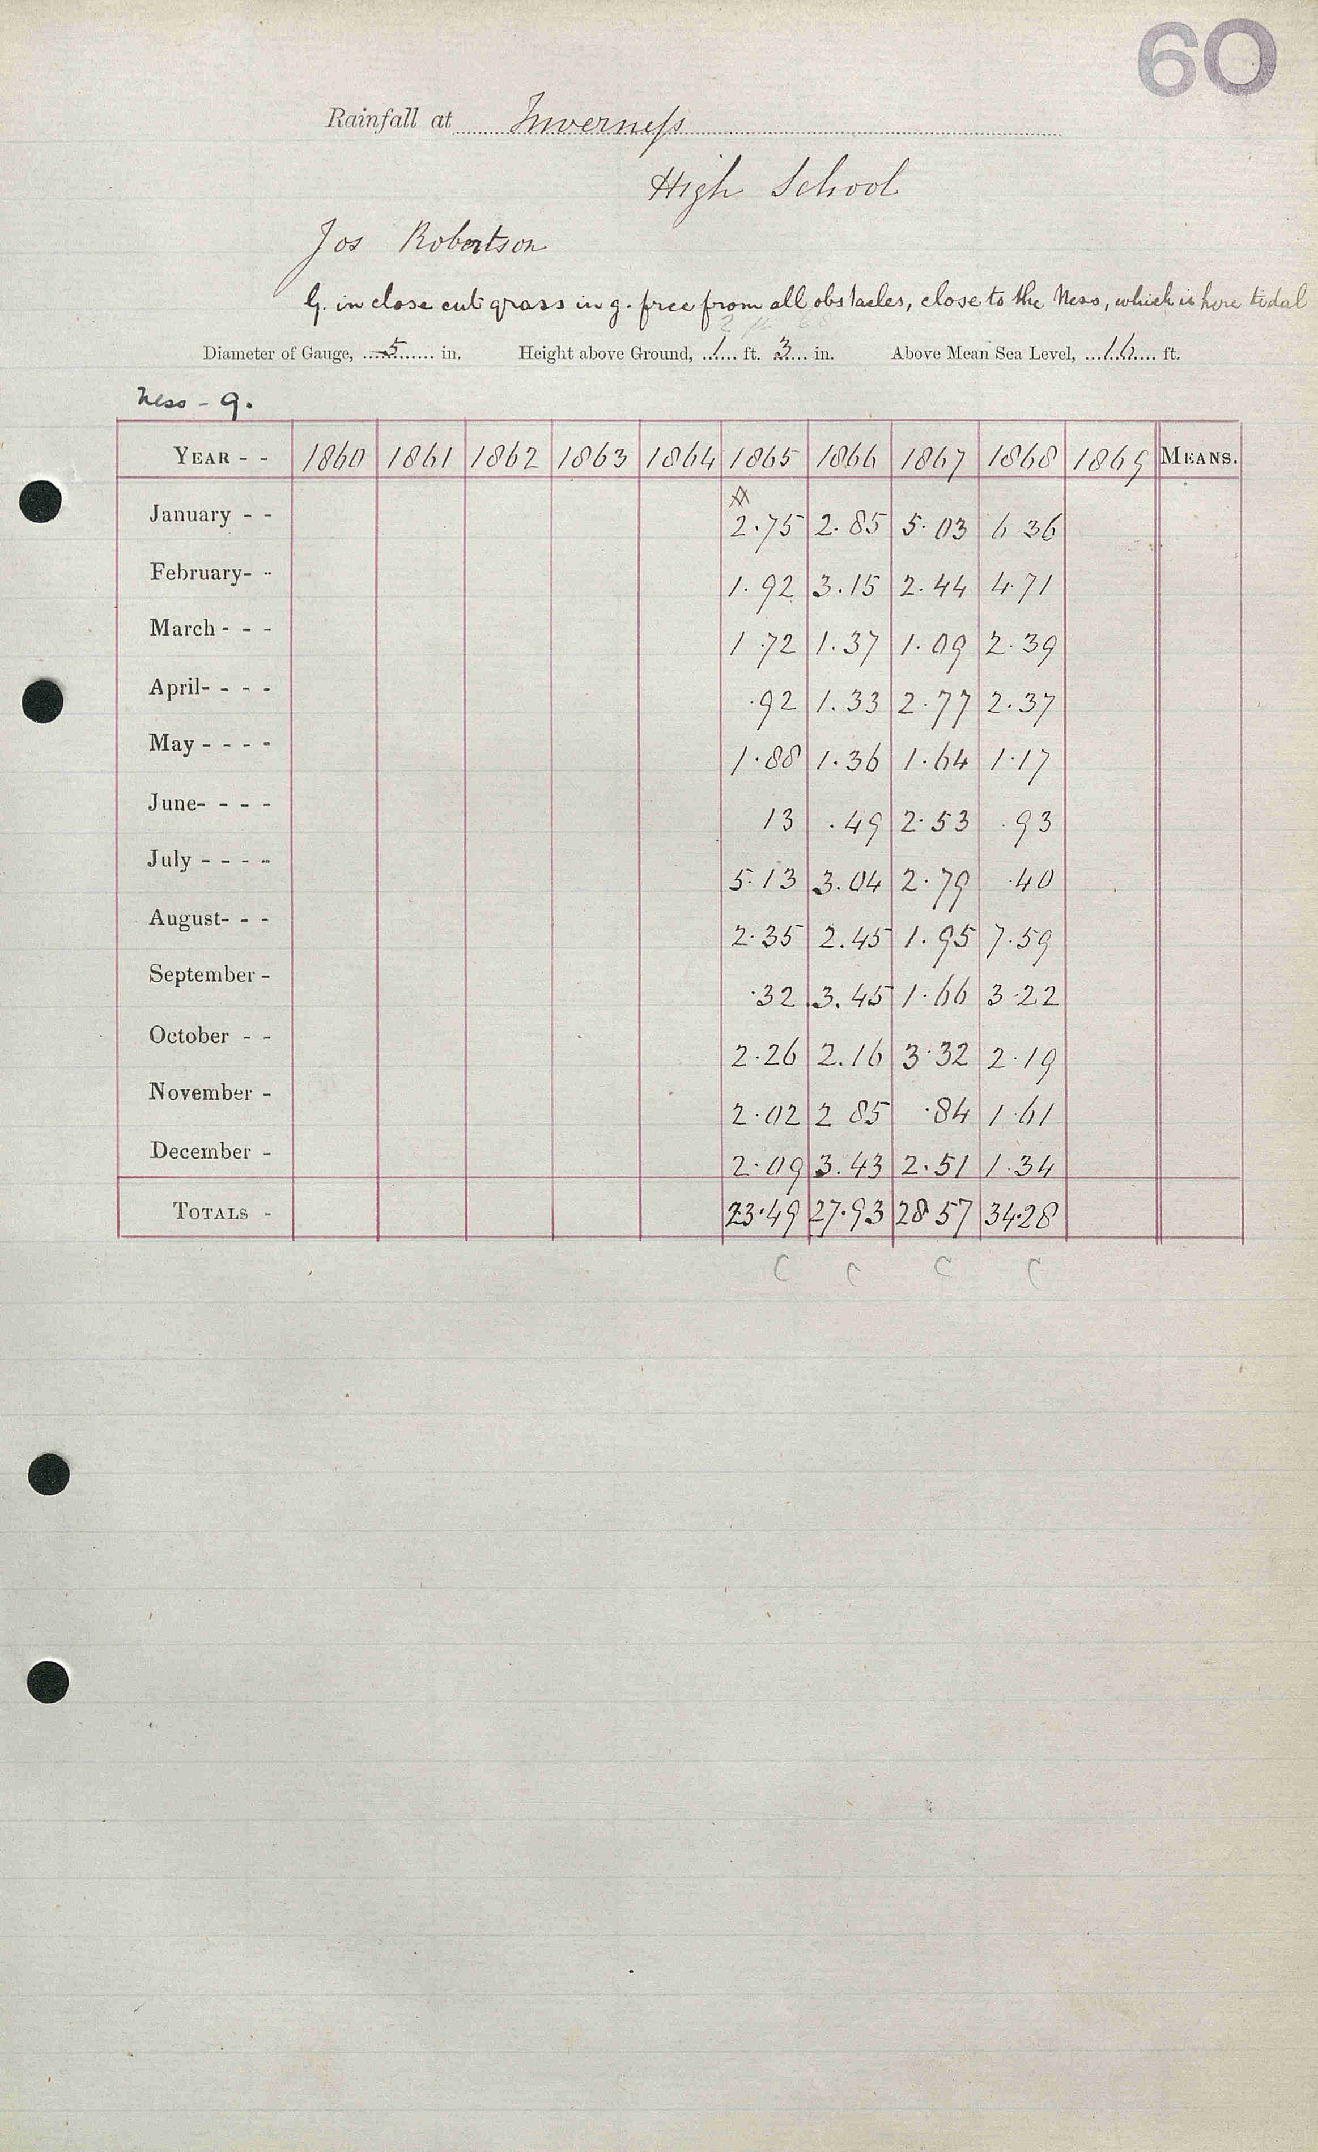 60
Rainfall at Inverness
High School
Jos Robertson
G. in close cut grass in g. free from all obstacles, close to the Ness, which is here tidal
Diameter of Gauge, 5 in. Height above Ground, 1 ft. 3 in. Above Mean Sea Level, 16 ft.
Ness - 9.
YEAR - - 1860 1861 1862 1863 1864 1865 1866 1867 1868 1869 MEANS.
January - - 2.75 2.85 5.03 6 36
February- - 1.92 3.15 2.44 4.71
March - - - 1.72 1.37 1.09 2.39
April- - - - .92 1.33 2.77 2.37
May - - - - 1.88 1.36 1.64 1.17
June- - - - 13 .49 2.53 .93
July - - - - 5.13 3.04 2.79 .40
August- - - 2.35 2.45 1.95 7.59
September - .32 3.45 1.66 3.22
October - - 2.26 2.16 3.32 2.19
November - 2.02 2 85 .84 1.61
December - 2.09 3.43 2.51 1.34
TOTALS - 23.49 27.93 28 57 34.28
C C C C